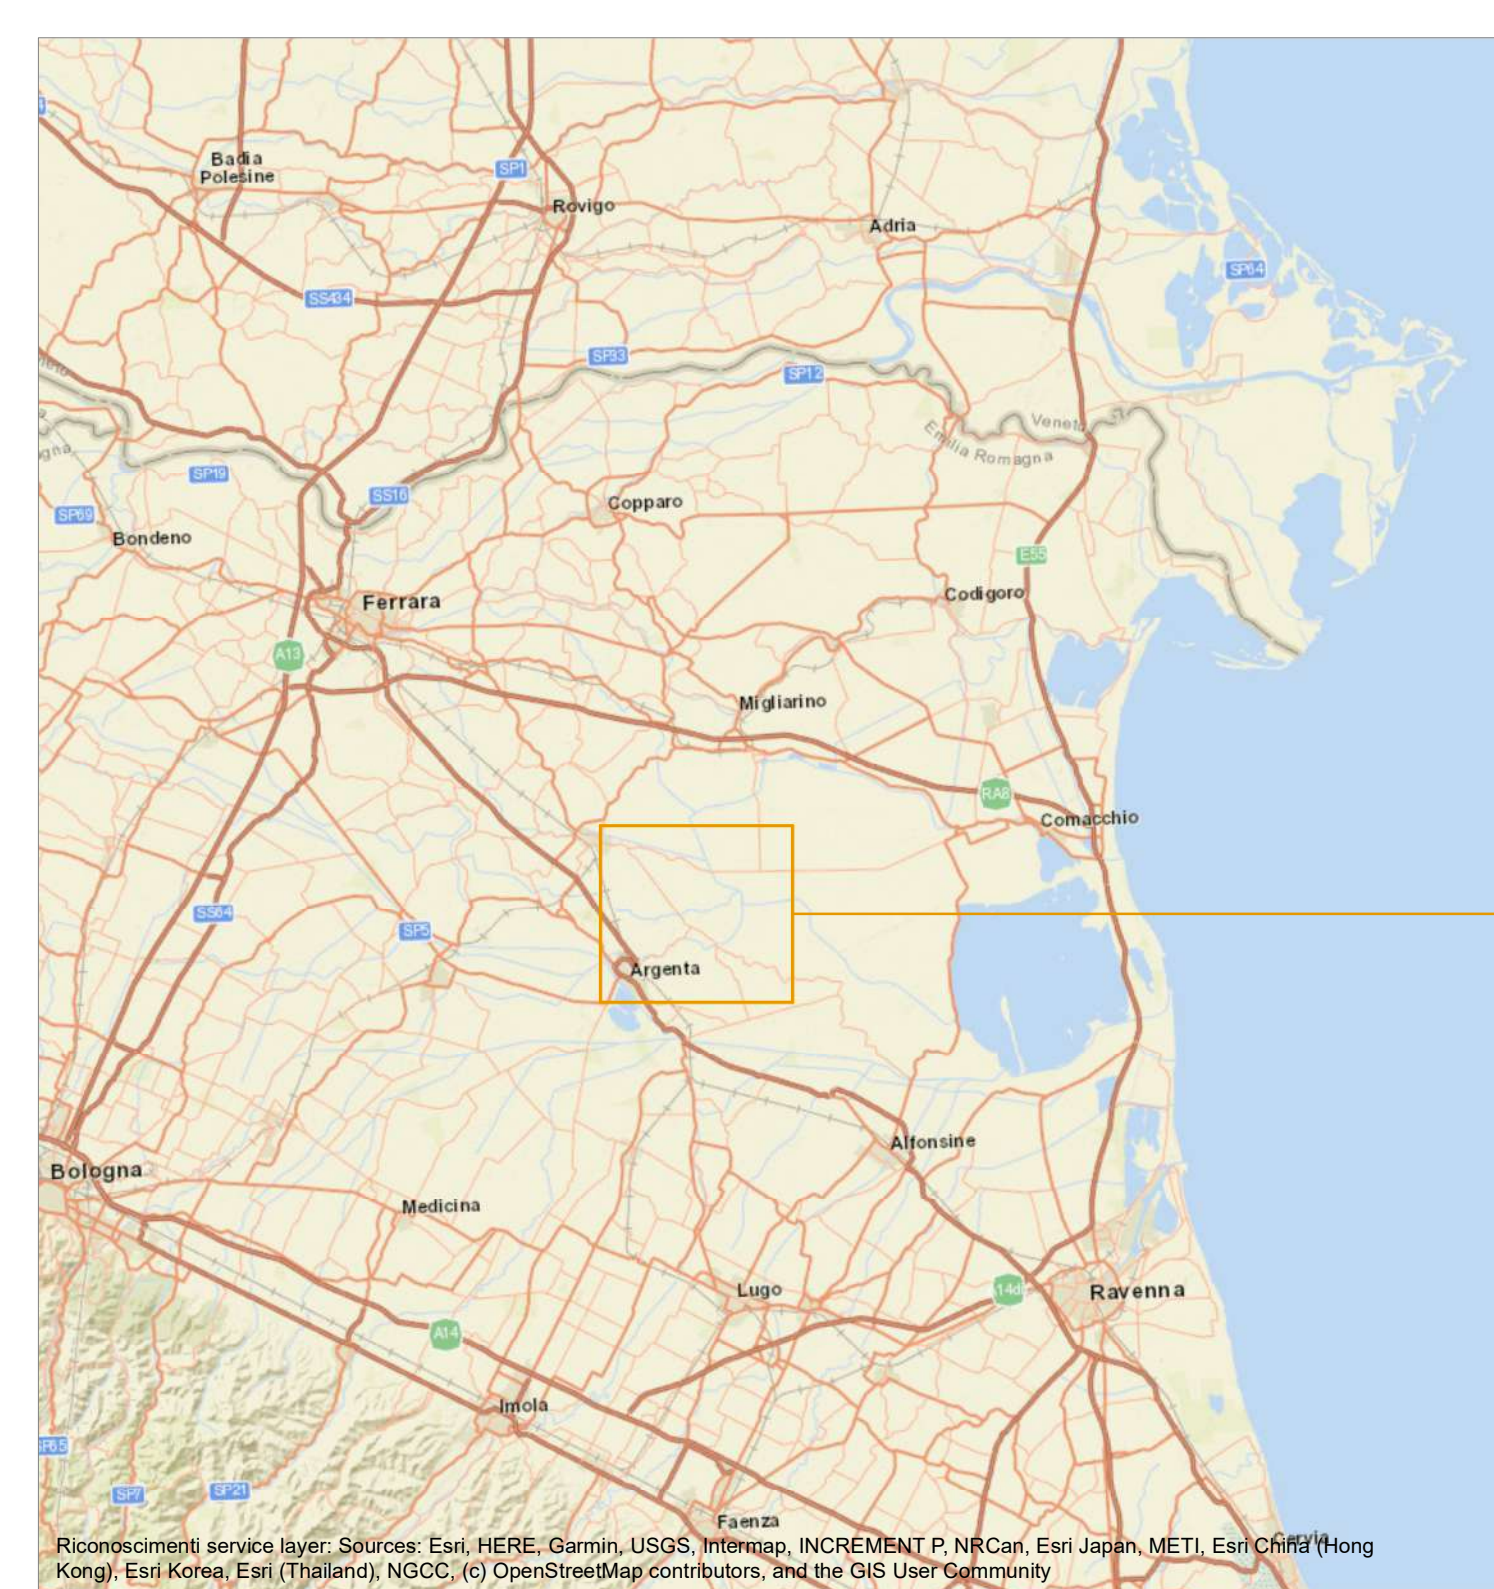 Badia
Polesine
SP1
Rovigo
Adria
SP64
SS434
SP93
SP12
Veneto
Emilia Romagna
SP19
SS16
SP69
Copparo
Bondeno
E55
Codigoro
Ferrara
A13
Migliarino
RA8
Comacchio
SS64
SP5
Argenta
Alfonsine
Bologna
Medicina
Lugo
14di
Ravenna
A14
Imola
SP65
SP7
SP21
Faenza
Cervia
Riconoscimenti service layer: Sources: Esri, HERE, Garmin, USGS, Intermap, INCREMENT P, NRCan, Esri Japan, METI, Esri China (Hong
Kong), Esri Korea, Esri (Thailand), NGCC, (c) OpenStreetMap contributors, and the GIS User Community